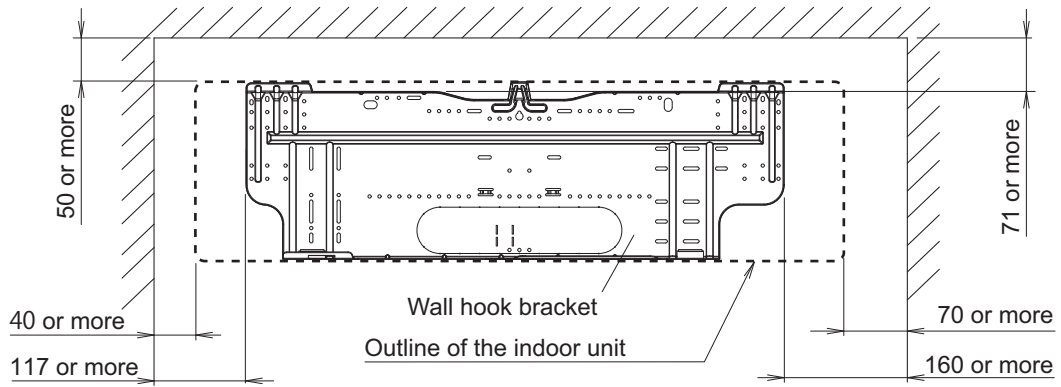 50 or more
71 or more
Wall hook bracket
40 or more
70 or more
Outline of the indoor unit
117 or more
160 or more